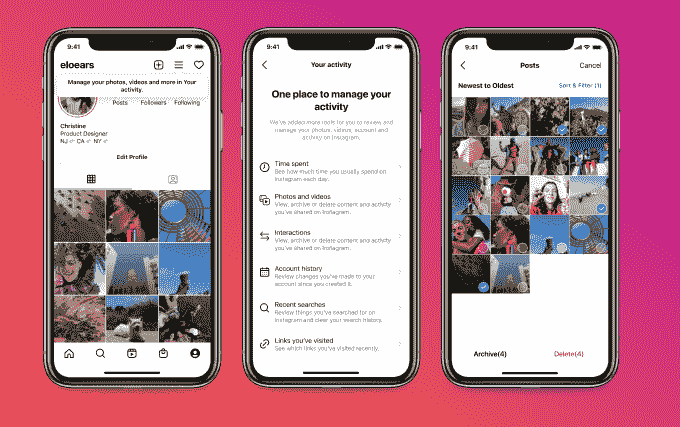 9:41
eloears
Manage your photos, videos and more in Your
activity.
Posts Followers Following
Christine
Product Designer
NJ CA NY
Edit Profile
9:41
Your activity
One place to manage your
activity
We've added more tools for you to review and
manage your photos, videos, account and
activity on Instagram.
Time spent
See how much time you usually spend on
Instagram each day.
Photos and videos
View, archive or delete content and activity
you've shared on Instagram.
Interactions
View, archive or delete content and activity
you've shared on Instagram.
Account history
Review changes you've made to your
account since you created it.
Recent searches
Review things you've searched for on
Instagram and clear your search history.
Links you've visited
See which links you've visited recently.
9:41
Posts Cancel
Newest to Oldest Sort & Filter (1)
Archive(4) Delete(4)